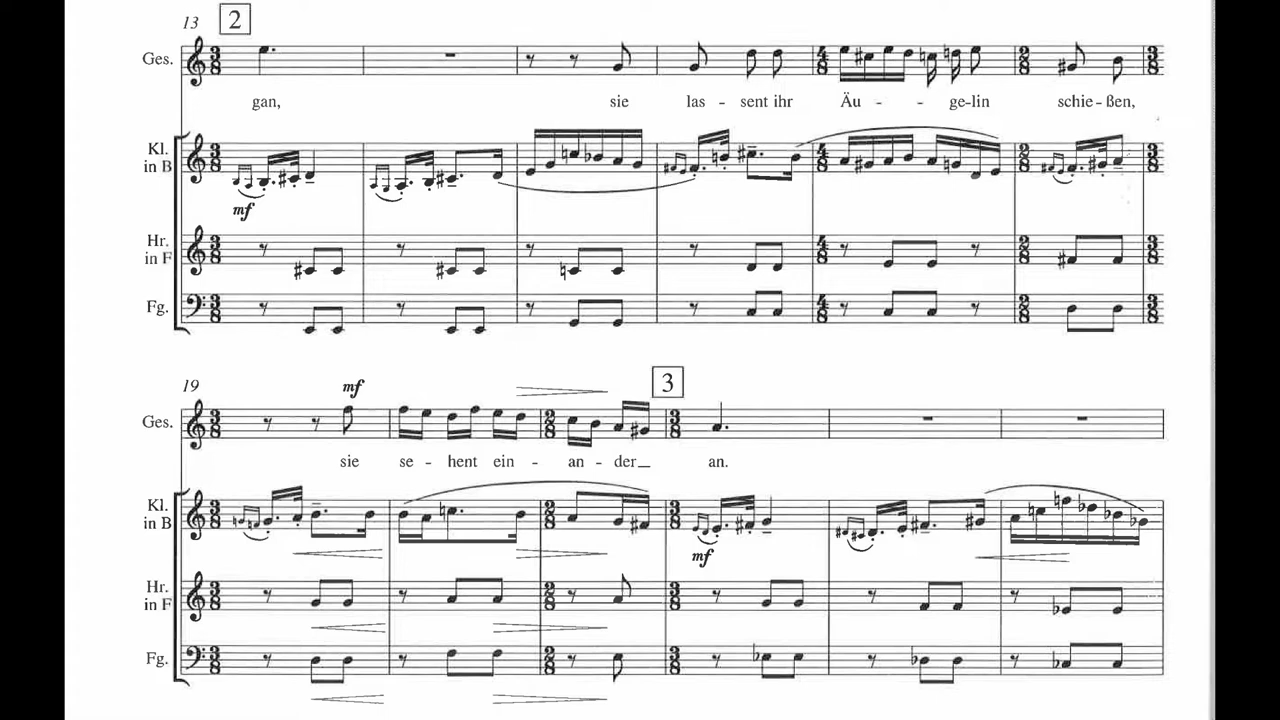 13 2
Ges.
gan, sie las - sent ihr Äu - - ge-lin schie-ßen,
Kl.
in B
mf
Hr.
in F
Fg.
19 mf 3
Ges.
sie se - hent ein - an - der_ an.
Kl.
in B
mf
Hr.
in F
Fg.